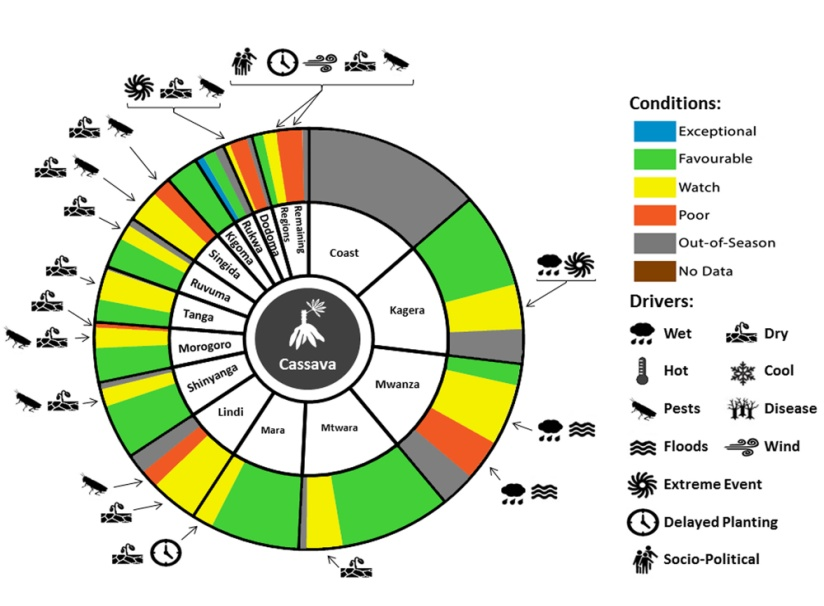 Conditions:
Exceptional
Favourable
Watch
Poor
Out-of-Season
No Data
Drivers:
Wet
Dry
Hot
Cool
Pests
Disease
Floods
Wind
Extreme Event
Delayed Planting
Socio-Political
Coast
Kagera
Mwanza
Mtwara
Mara
Lindi
Shinyanga
Morogoro
Tanga
Ruvuma
Singida
Kigoma
Rukwa
Dodoma
Remaining
Regions
Cassava